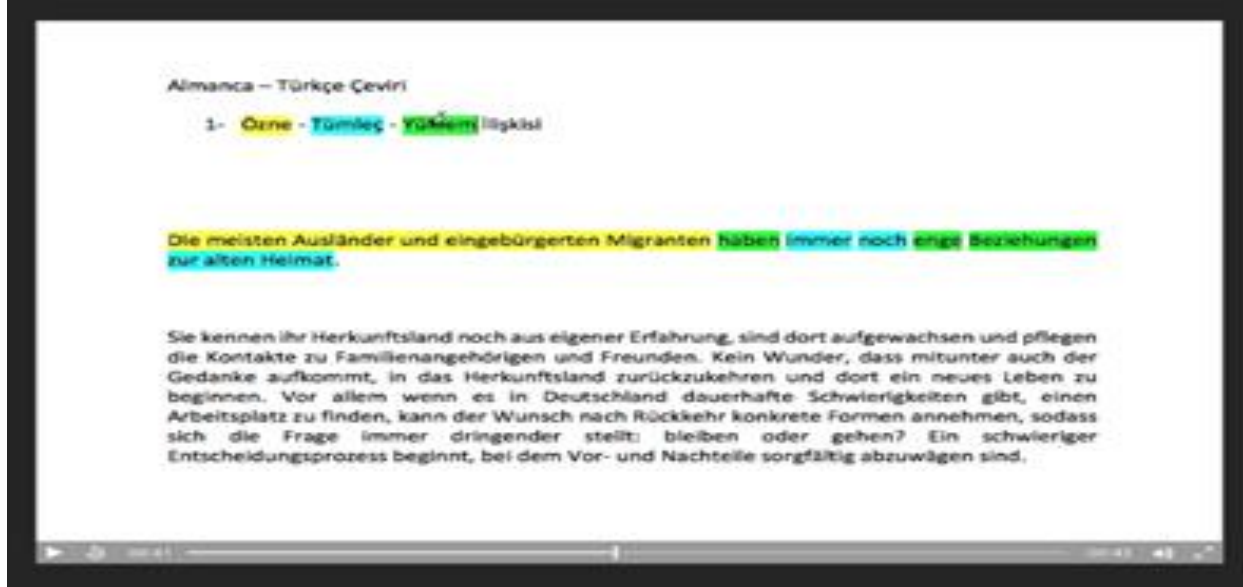 Almanca – Türkçe Çeviri
1- Özne - Tümleç - Yüklem ilişkisi
Die meisten Ausländer und eingebürgerten Migranten haben immer noch enge Beziehungen
zur alten Heimat.
Sie kennen ihr Herkunftsland noch aus eigener Erfahrung, sind dort aufgewachsen und pflegen
die Kontakte zu Familienangehörigen und Freunden. Kein Wunder, dass mitunter auch der
Gedanke aufkommt, in das Herkunftsland zurückzukehren und dort ein neues Leben zu
beginnen. Vor allem wenn es in Deutschland dauerhafte Schwierigkeiten gibt, einen
Arbeitsplatz zu finden, kann der Wunsch nach Rückkehr konkrete Formen annehmen, sodass
sich die Frage immer dringender stellt: bleiben oder gehen? Ein schwieriger
Entscheidungsprozess beginnt, bei dem Vor- und Nachteile sorgfältig abzuwägen sind.